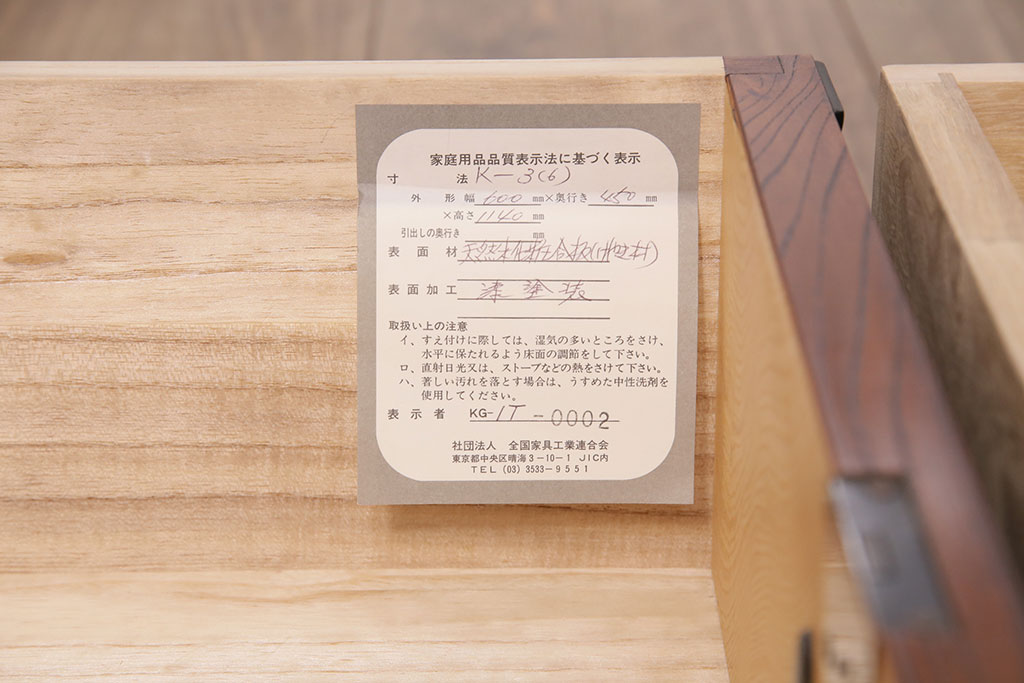 家庭用品品質表示法に基づく表示
寸 法 K-3(6)
外形幅 600 mm×奥行き 450 mm
×高さ 1140 mm
引出しの奥行き mm
表面材 天然木化粧合板
表面加工 漆塗装
取扱い上の注意
イ、すえ付けに際しては、湿気の多いところをさけ、
水平に保たれるよう床面の調節をして下さい。
ロ、直射日光又は、ストーブなどの熱をさけて下さい。
ハ、著しい汚れを落とす場合は、うすめた中性洗剤を
使用してください。
表示者 KG-IT-0002
社団法人 全国家具工業連合会
東京都中央区晴海3-10-1 JIC内
TEL (03) 3533-9551